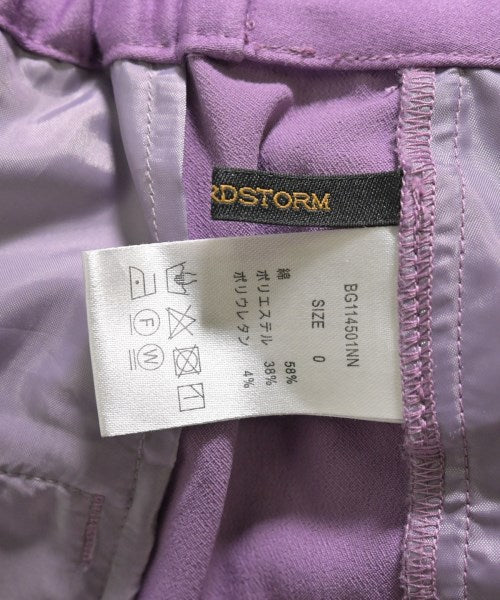 RDSTORM
BG114501NN
SIZE 0
綿 58%
ポリエステル 38%
ポリウレタン 4%
F
W